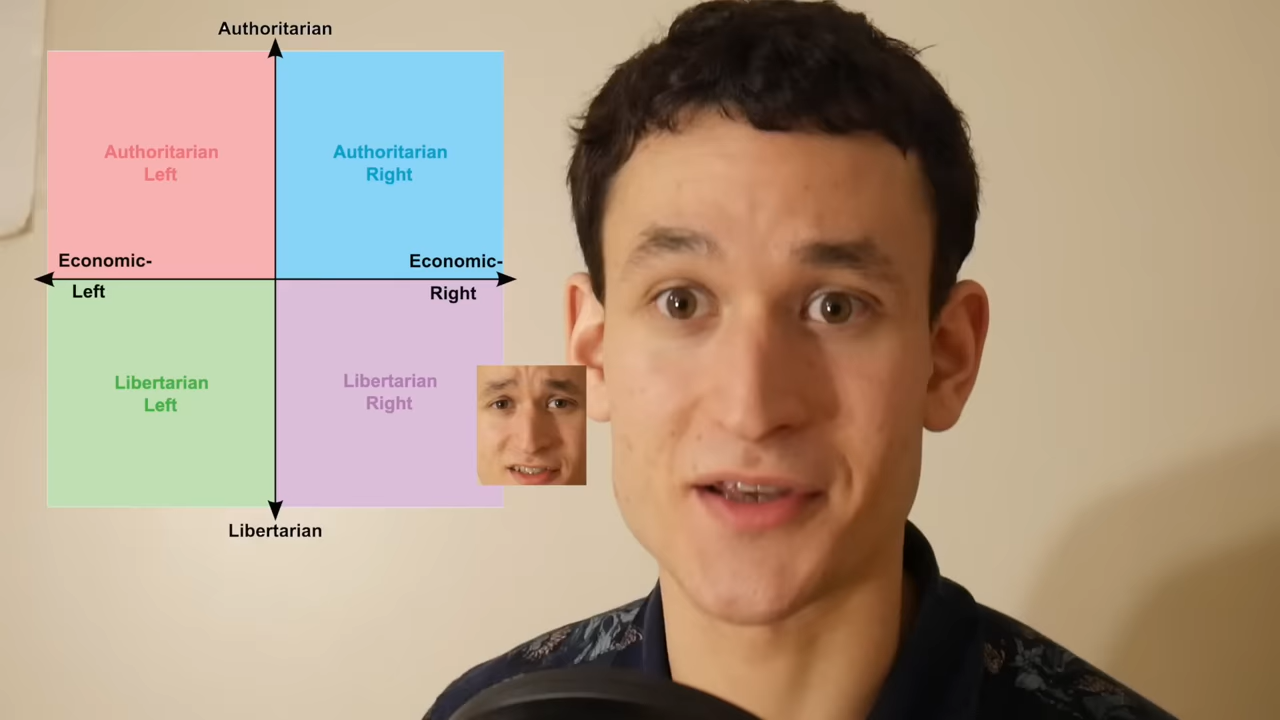 Authoritarian
Authoritarian
Left
Authoritarian
Right
Economic-
Left
Economic-
Right
Libertarian
Left
Libertarian
Right
Libertarian